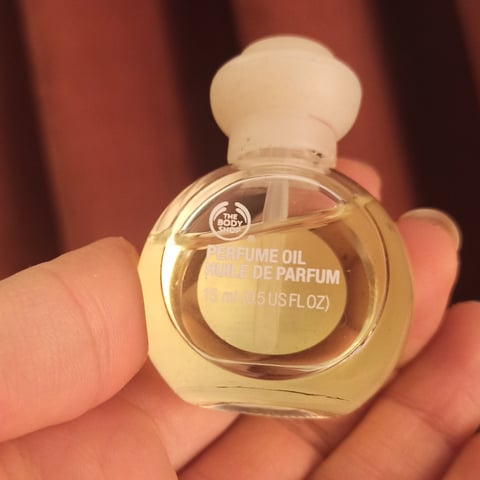 THE
BODY
SHOP
PERFUME OIL
HUILE DE PARFUM
15 ml (0.5 US FL OZ)